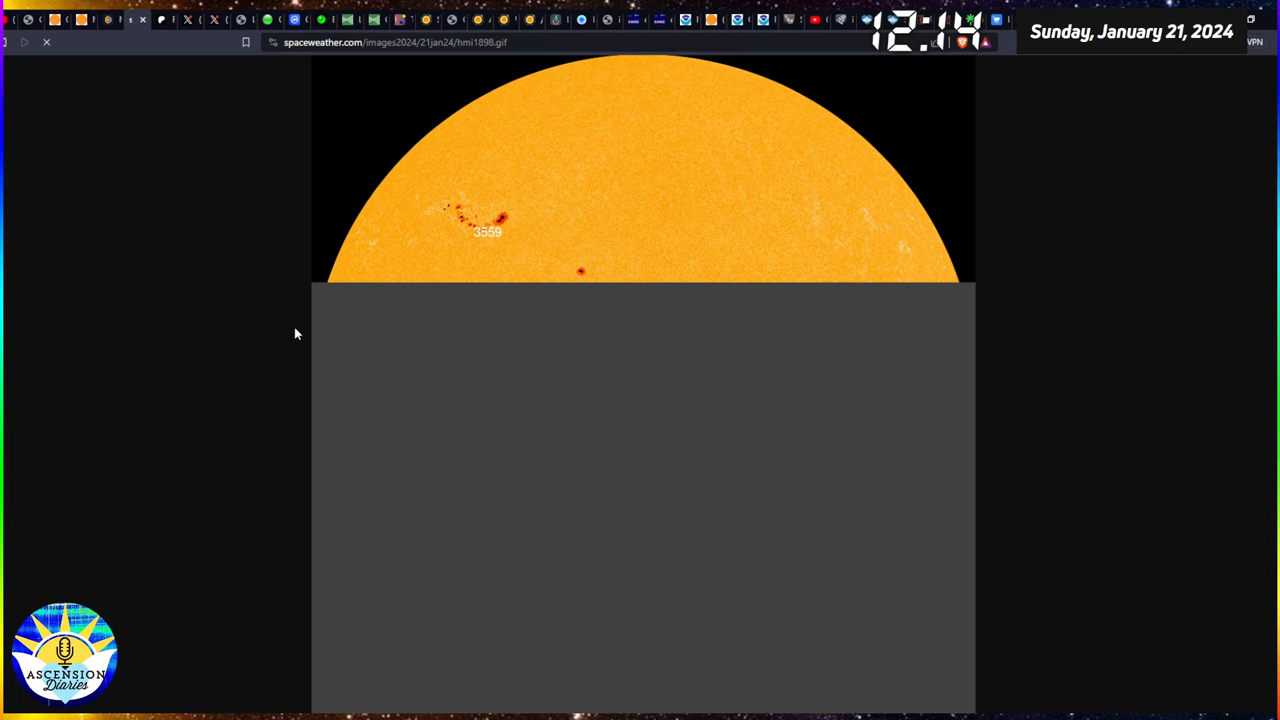 12:14
Sunday, January 21, 2024
spaceweather.com/images2024/21jan24/hmi1898.gif
VPN
3559
ASCENSION
Diaries